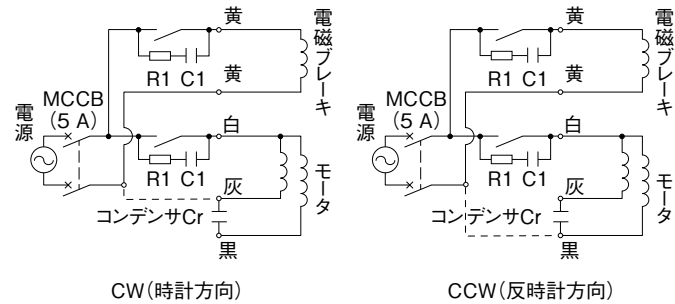 黄
R1 C1
黄
電磁ブレーキ
MCCB
(5 A)
電源
白
R1 C1
灰
コンデンサCr
黒
モータ
CW(時計方向)
黄
R1 C1
黄
電磁ブレーキ
MCCB
(5 A)
電源
白
R1 C1
灰
コンデンサCr
黒
モータ
CCW(反時計方向)